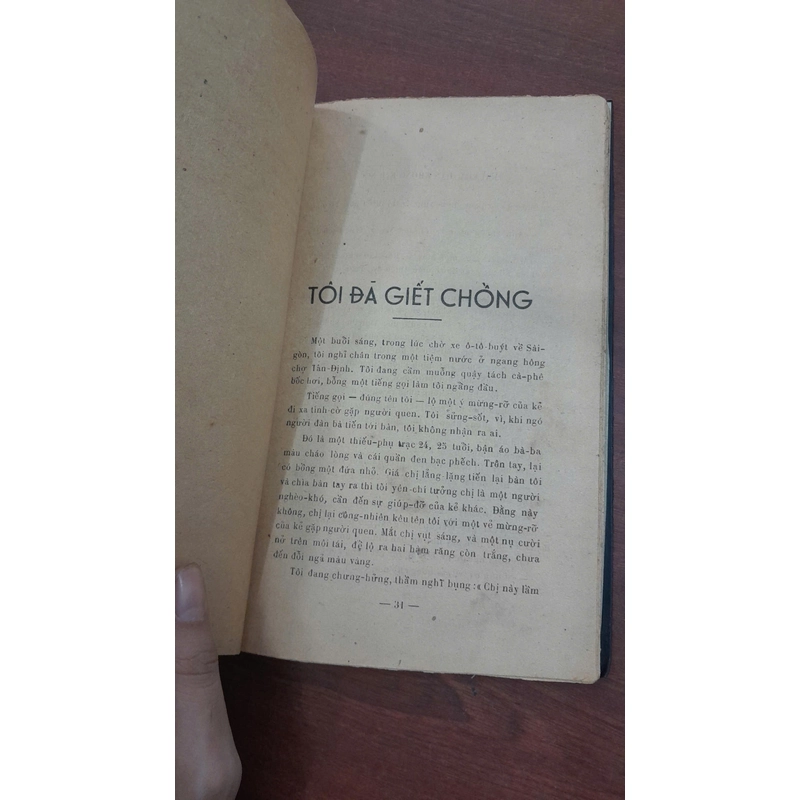 TÔI ĐÃ GIẾT CHỒNG
Một buổi sáng, trong lúc chờ xe ô-tô-buýt về Sài-
gòn, tôi nghỉ chân trong một tiệm nước ở ngang hông
chợ Tân-Định. Tôi đang cầm muỗng quậy tách cà-phê
bốc hơi, bỗng một tiếng gọi làm tôi ngẩng đầu.
Tiếng gọi — đúng tên tôi — lộ một ý mừng-rỡ của kẻ
đi xa tình cờ gặp người quen. Tôi sửng-sốt, vì, khi ngó
người đàn bà tiến tới bàn, tôi không nhận ra ai.
Đó là một thiếu-phụ trạc 24, 25 tuổi, bận áo bà-ba
màu cháo lòng và cái quần đen bạc phếch. Trên tay, lại
có bồng một đứa nhỏ. Giá chị lẳng lặng tiến lại bàn tôi
và chìa bàn tay ra thì tôi yên-chí tưởng chị là một người
nghèo-khó, cần đến sự giúp-đỡ của kẻ khác. Đằng này
không, chị lại công-nhiên kêu tên tôi với một vẻ mừng-rỡ
của kẻ gặp người quen. Mắt chị vụt sáng, và một nụ cười
nở trên môi tái, để lộ ra hai hàm răng còn trắng, chưa
đến đỗi ngả màu vàng.
Tôi đang chưng-hửng, thầm nghĩ bụng : « Chị này lầm
— 31 —